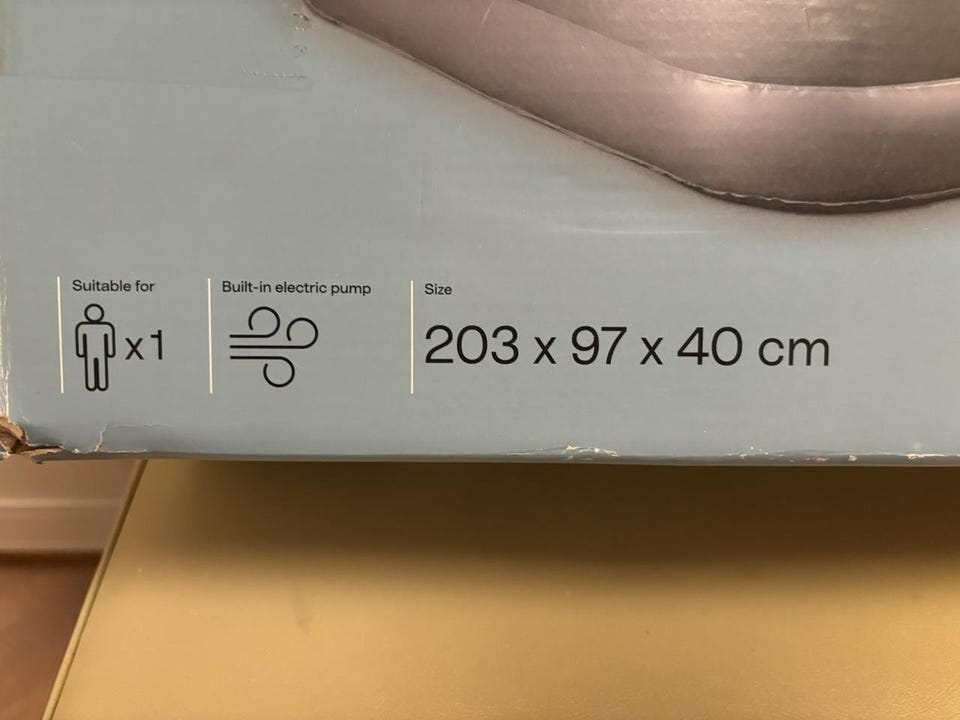 Suitable for
x1
Built-in electric pump
Size
203 x 97 x 40 cm